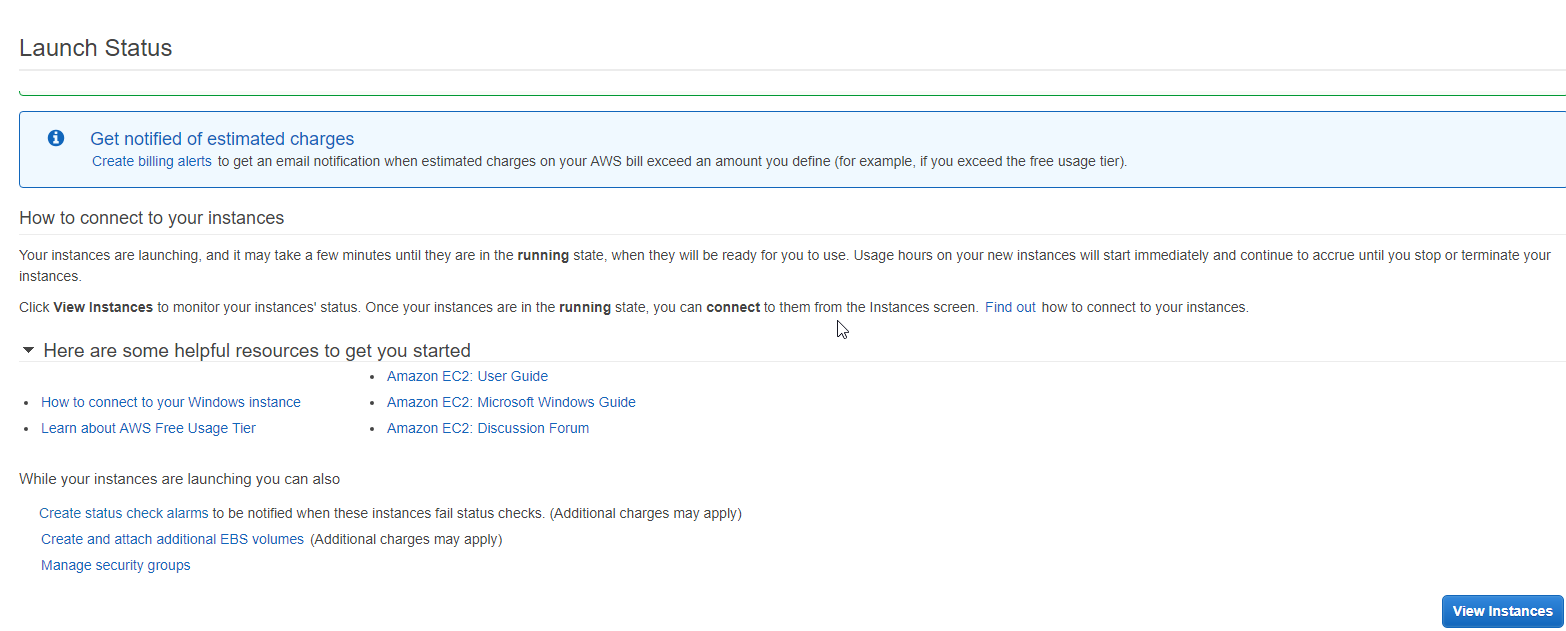 Launch Status
Get notified of estimated charges
Create billing alerts to get an email notification when estimated charges on your AWS bill exceed an amount you define (for example, if you exceed the free usage tier).
How to connect to your instances
Your instances are launching, and it may take a few minutes until they are in the running state, when they will be ready for you to use. Usage hours on your new instances will start immediately and continue to accrue until you stop or terminate your
instances.
Click View Instances to monitor your instances' status. Once your instances are in the running state, you can connect to them from the Instances screen. Find out how to connect to your instances.
Here are some helpful resources to get you started
• Amazon EC2: User Guide
• How to connect to your Windows instance
• Amazon EC2: Microsoft Windows Guide
• Learn about AWS Free Usage Tier
• Amazon EC2: Discussion Forum
While your instances are launching you can also
Create status check alarms to be notified when these instances fail status checks. (Additional charges may apply)
Create and attach additional EBS volumes (Additional charges may apply)
Manage security groups
View Instances